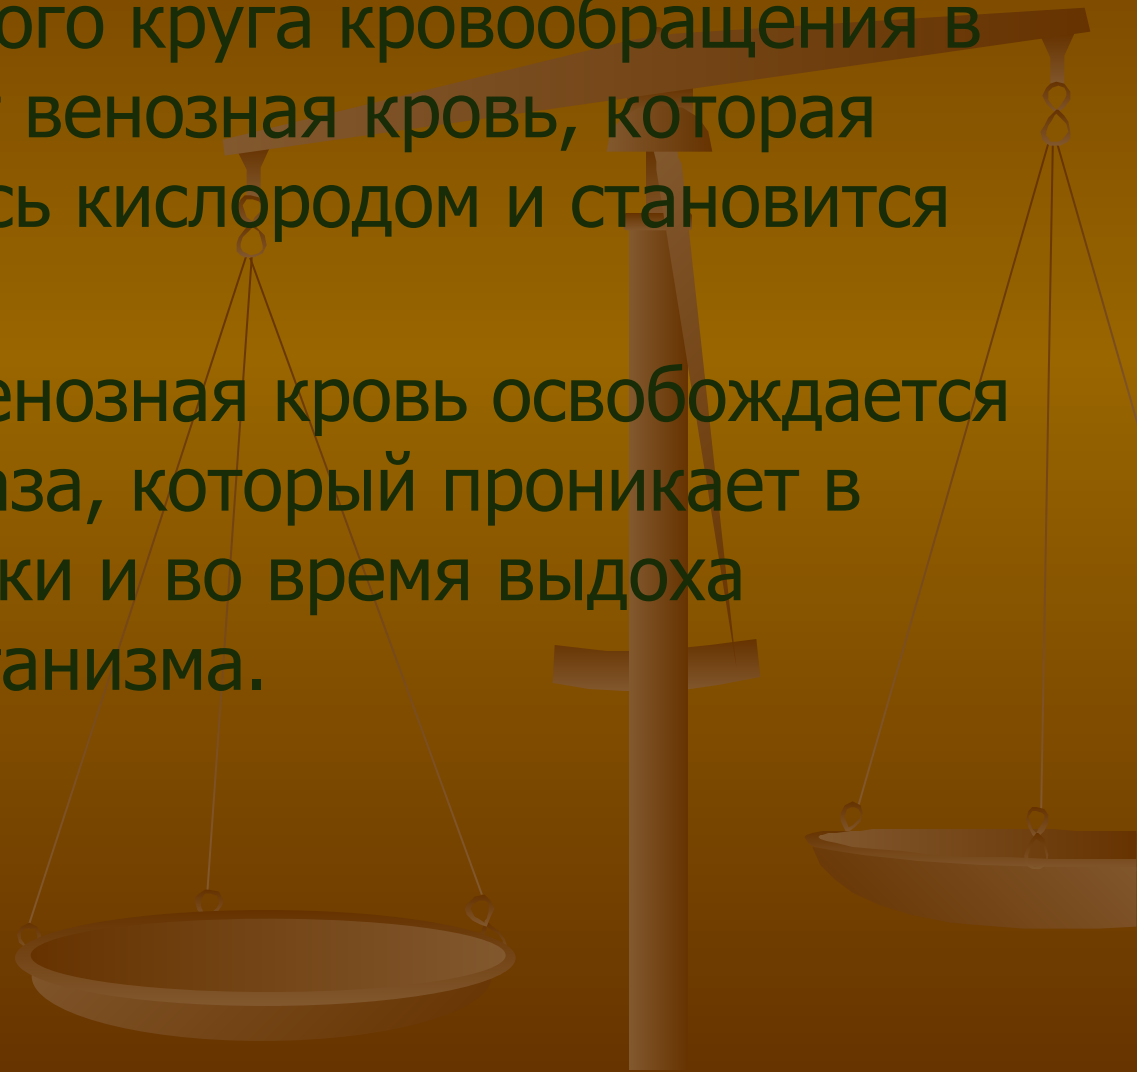 ого круга кровообращения в
венозная кровь, которая
сь кислородом и становится
енозная кровь освобождается
аза, который проникает в
ки и во время выдоха
ганизма.